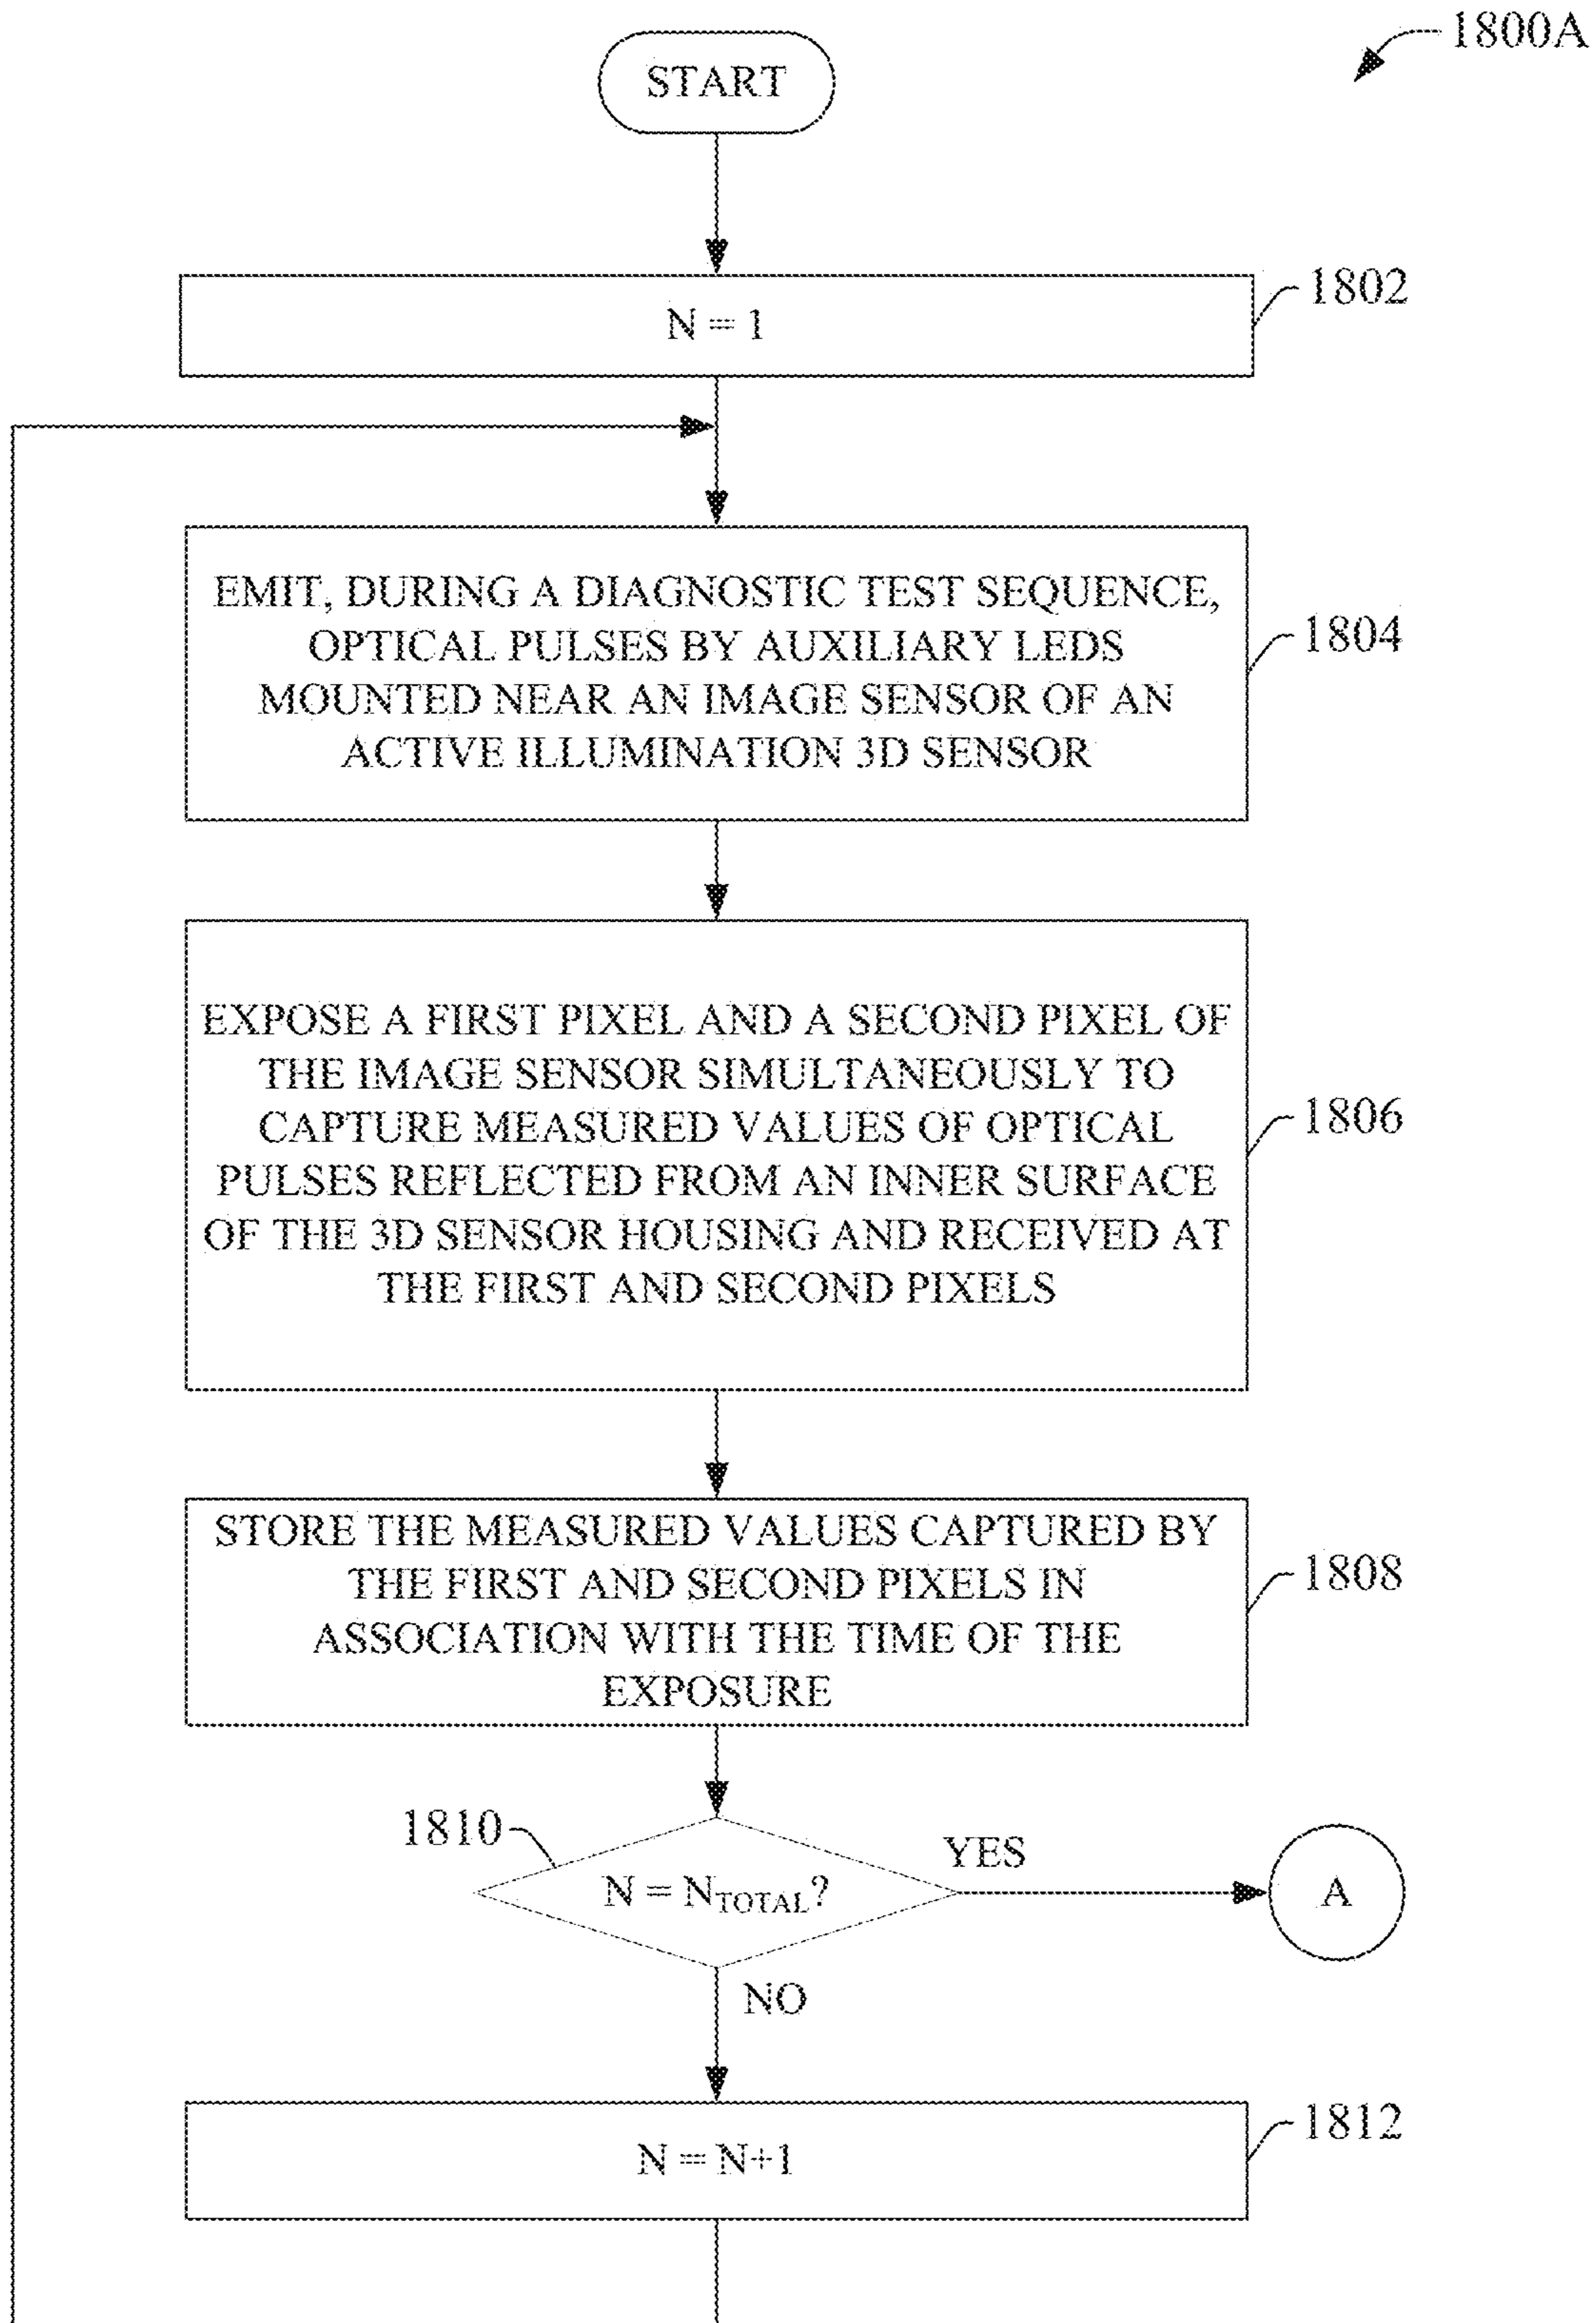 1800A
START
1802
N = 1
EMIT, DURING A DIAGNOSTIC TEST SEQUENCE,
OPTICAL PULSES BY AUXILIARY LEDS
MOUNTED NEAR AN IMAGE SENSOR OF AN
ACTIVE ILLUMINATION 3D SENSOR
1804
EXPOSE A FIRST PIXEL AND A SECOND PIXEL OF
THE IMAGE SENSOR SIMULTANEOUSLY TO
CAPTURE MEASURED VALUES OF OPTICAL
PULSES REFLECTED FROM AN INNER SURFACE
OF THE 3D SENSOR HOUSING AND RECEIVED AT
THE FIRST AND SECOND PIXELS
1806
STORE THE MEASURED VALUES CAPTURED BY
THE FIRST AND SECOND PIXELS IN
ASSOCIATION WITH THE TIME OF THE
EXPOSURE
1808
1810
N = NTOTAL?
YES
A
NO
1812
N = N+1